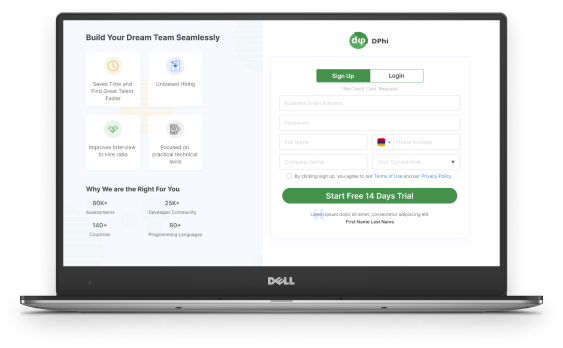 Build Your Dream Team Seamlessly
Saves Time and
Find Great Talent
Faster
Unbiased Hiring
Improves Interview
to Hire ratio
Focused on
practical technical
skills
Why We are the Right For You
60K+
Assessments
25K+
Developer Community
140+
Countries
80+
Programming Languages
dφ DPhi
Sign Up
Login
*No Credit Card Required
Business Email Address
Password
Full Name
Phone Number
Company Name
Your Current Role
By clicking sign up, you agree to our Terms of Use and our Privacy Policy.
Start Free 14 Days Trial
Lorem ipsum dolor sit amet, consectetur adipiscing elit.
First Name Last Name
DELL